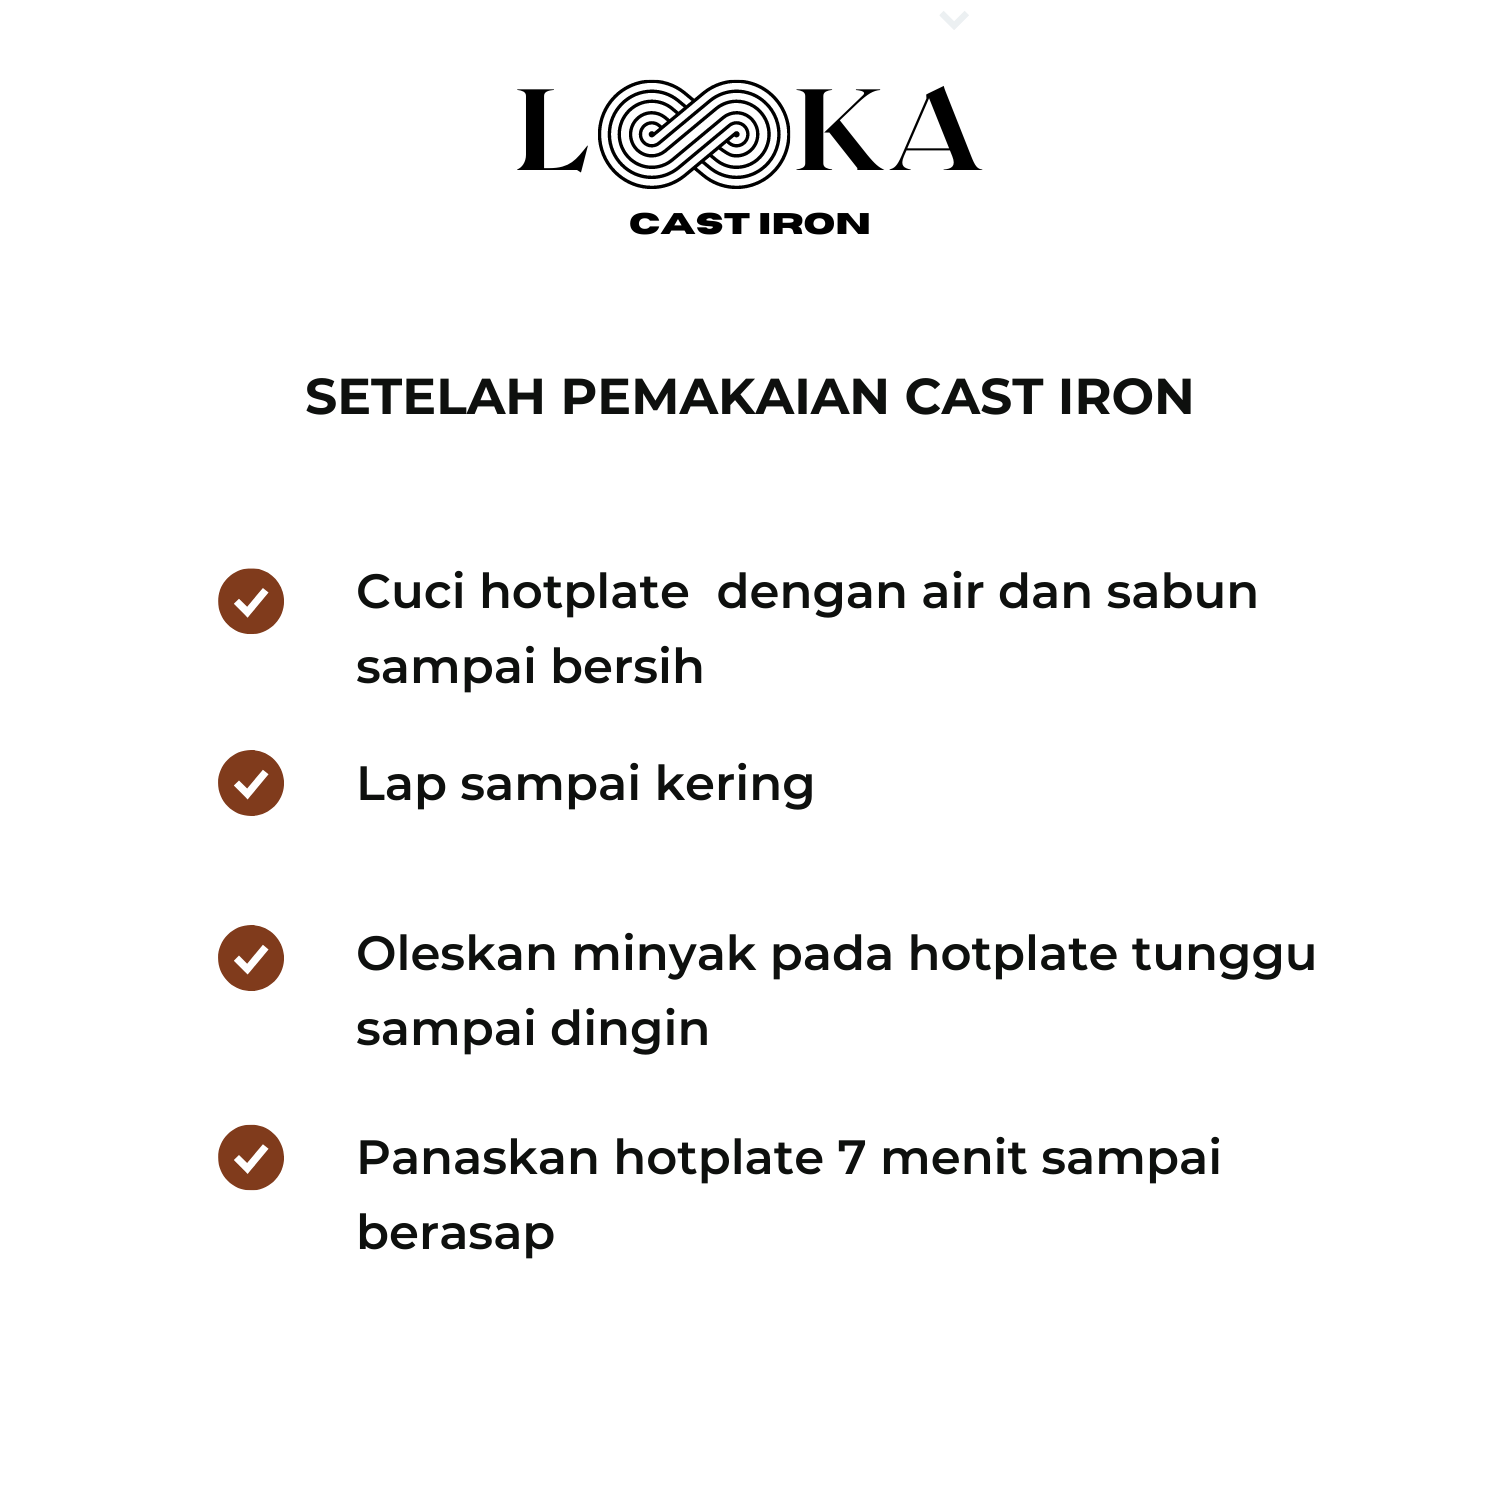 LOOKA
CAST IRON
SETELAH PEMAKAIAN CAST IRON
Cuci hotplate  dengan air dan sabun
sampai bersih
Lap sampai kering
Oleskan minyak pada hotplate tunggu
sampai dingin
Panaskan hotplate 7 menit sampai
berasap